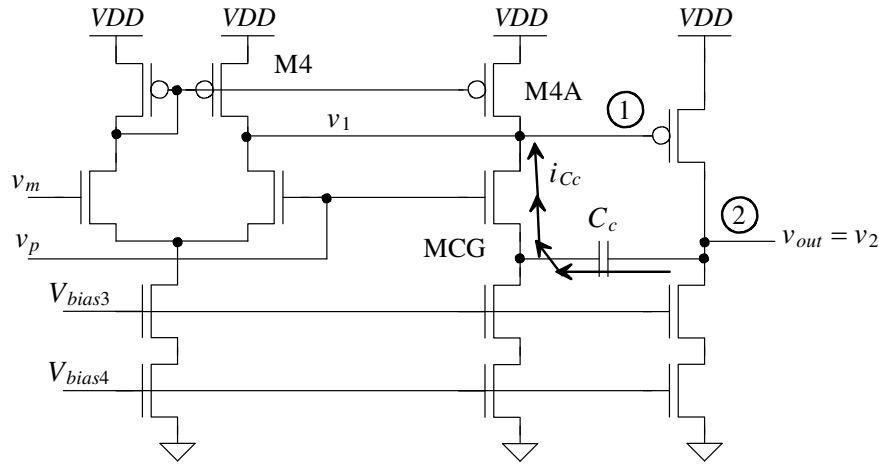 VDD VDD VDD VDD
M4
M4A
v1
1
vm
iCc
Cc
2
vp
MCG
vout = v2
Vbias3
Vbias4